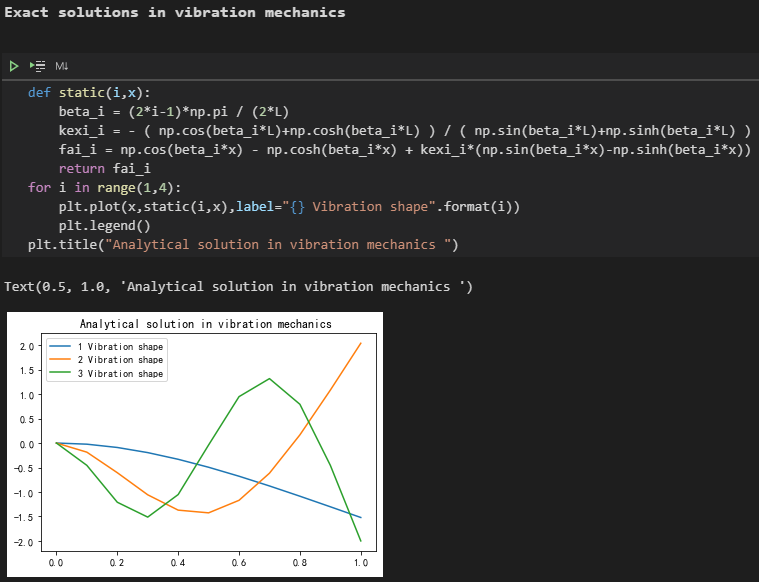 Exact solutions in vibration mechanics
M↓
def static(i,x):
    beta_i = (2*i-1)*np.pi / (2*L)
    kexi_i = - ( np.cos(beta_i*L)+np.cosh(beta_i*L) ) / ( np.sin(beta_i*L)+np.sinh(beta_i*L) )
    fai_i = np.cos(beta_i*x) - np.cosh(beta_i*x) + kexi_i*(np.sin(beta_i*x)-np.sinh(beta_i*x))
    return fai_i
for i in range(1,4):
    plt.plot(x,static(i,x),label="{} Vibration shape".format(i))
    plt.legend()
plt.title("Analytical solution in vibration mechanics ")
Text(0.5, 1.0, 'Analytical solution in vibration mechanics ')
Analytical solution in vibration mechanics
1 Vibration shape
2 Vibration shape
3 Vibration shape
2.0
1.5
1.0
0.5
0.0
-0.5
-1.0
-1.5
-2.0
0.0 0.2 0.4 0.6 0.8 1.0